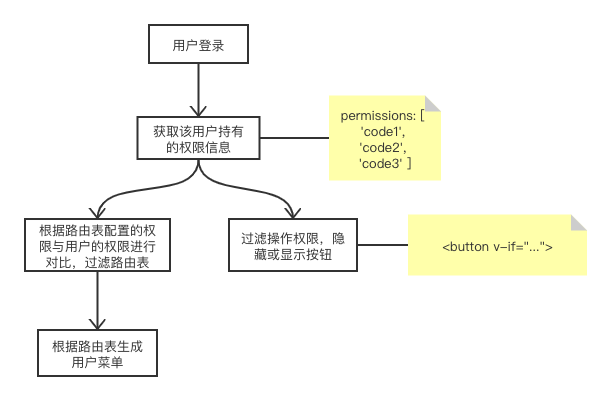 用户登录
获取该用户持有
的权限信息
permissions: [
'code1',
'code2',
'code3' ]
根据路由表配置的权
限与用户的权限进行
对比，过滤路由表
过滤操作权限，隐
藏或显示按钮
<button v-if="...">
根据路由表生成
用户菜单